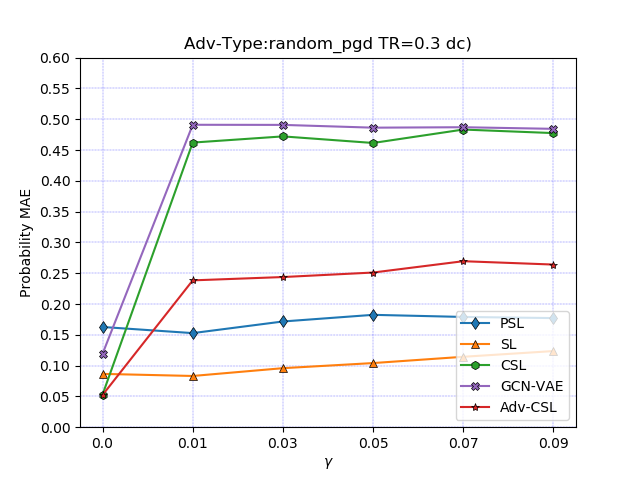 Adv-Type:random_pgd TR=0.3 dc)
Probability MAE
0.60
0.55
0.50
0.45
0.40
0.35
0.30
0.25
0.20
0.15
0.10
0.05
0.00
PSL
SL
CSL
GCN-VAE
Adv-CSL
0.0 0.01 0.03 0.05 0.07 0.09
γ